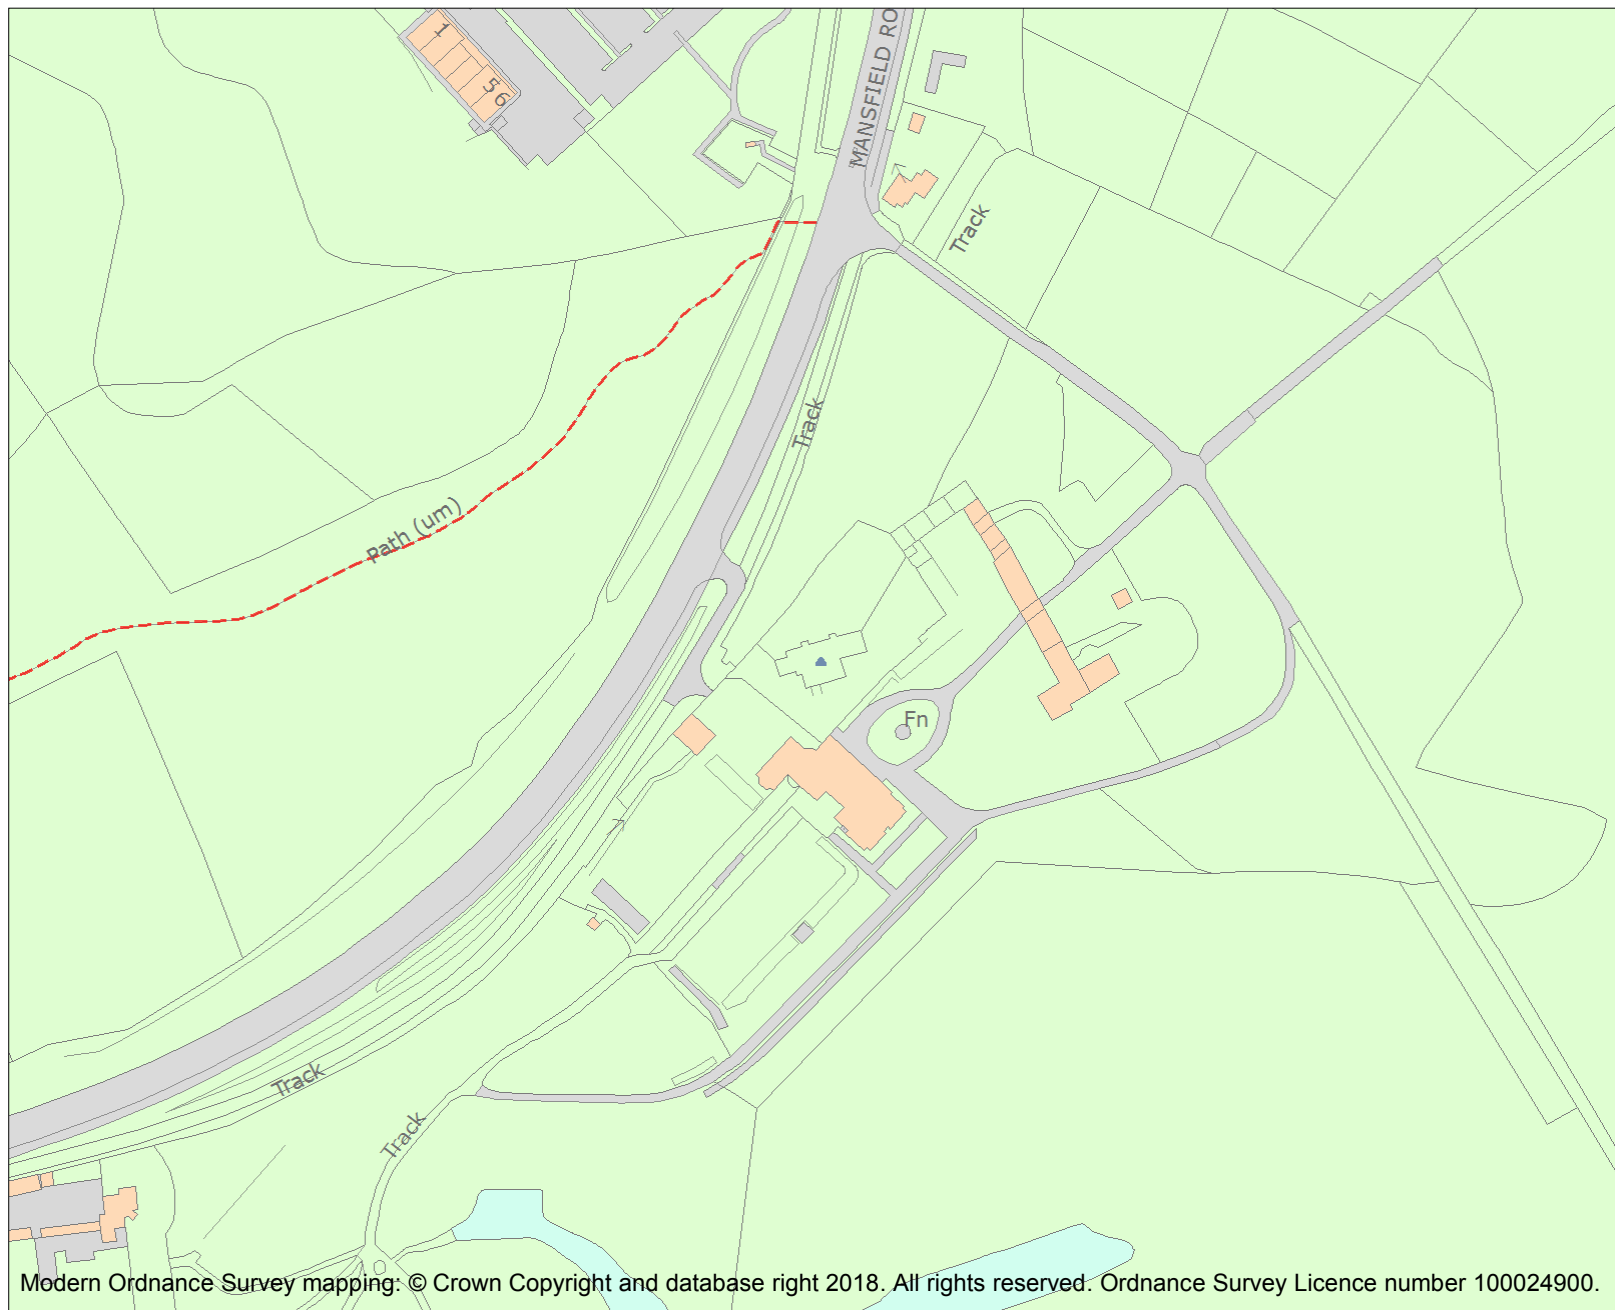 1
5 6
MANSFIELD RO
Track
Track
Path (um)
Fn
Track
Track
Modern Ordnance Survey mapping: © Crown Copyright and database right 2018. All rights reserved. Ordnance Survey Licence number 100024900.